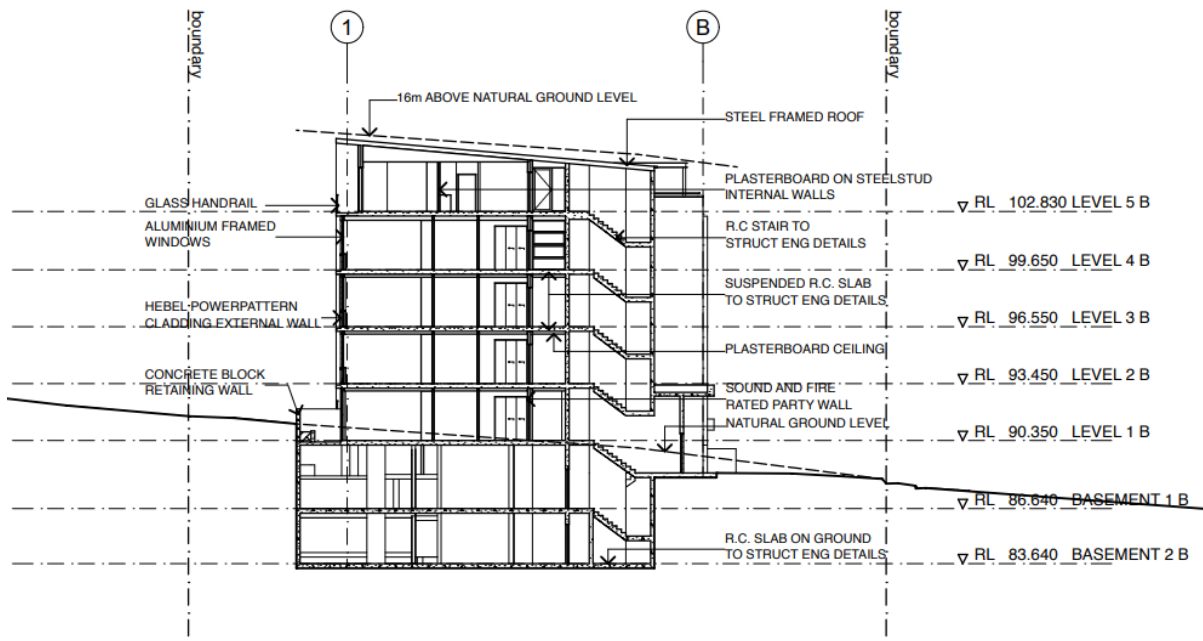 boundary
1
B
boundary
16m ABOVE NATURAL GROUND LEVEL
STEEL FRAMED ROOF
PLASTERBOARD ON STEELSTUD
INTERNAL WALLS
GLASS HANDRAIL
RL 102.830 LEVEL 5 B
ALUMINIUM FRAMED
WINDOWS
R.C STAIR TO
STRUCT ENG DETAILS
RL 99.650 LEVEL 4 B
SUSPENDED R.C. SLAB
TO STRUCT ENG DETAILS
HEBEL POWERPATTERN
CLADDING EXTERNAL WALL
RL 96.550 LEVEL 3 B
PLASTERBOARD CEILING
CONCRETE BLOCK
RETAINING WALL
RL 93.450 LEVEL 2 B
SOUND AND FIRE
RATED PARTY WALL
NATURAL GROUND LEVEL
RL 90.350 LEVEL 1 B
RL 86.640 BASEMENT 1 B
R.C. SLAB ON GROUND
TO STRUCT ENG DETAILS
RL 83.640 BASEMENT 2 B